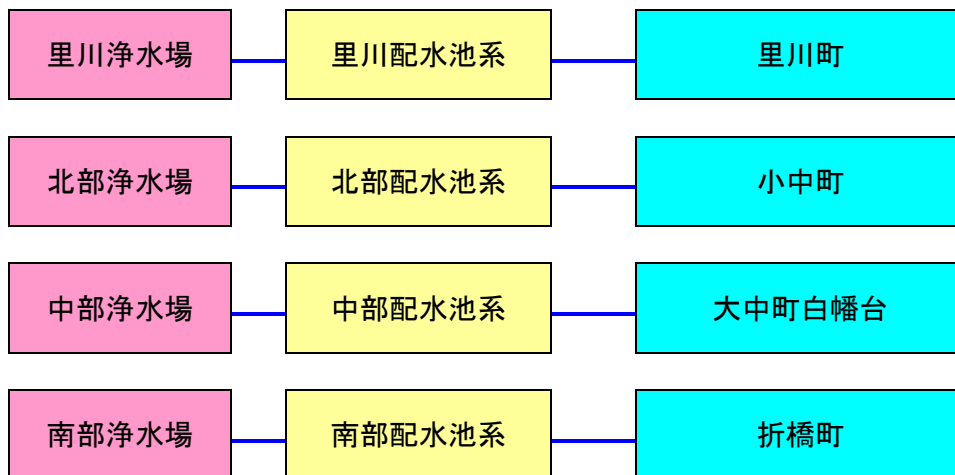 里川浄水場 里川配水池系 里川町
北部浄水場 北部配水池系 小中町
中部浄水場 中部配水池系 大中町白幡台
南部浄水場 南部配水池系 折橋町